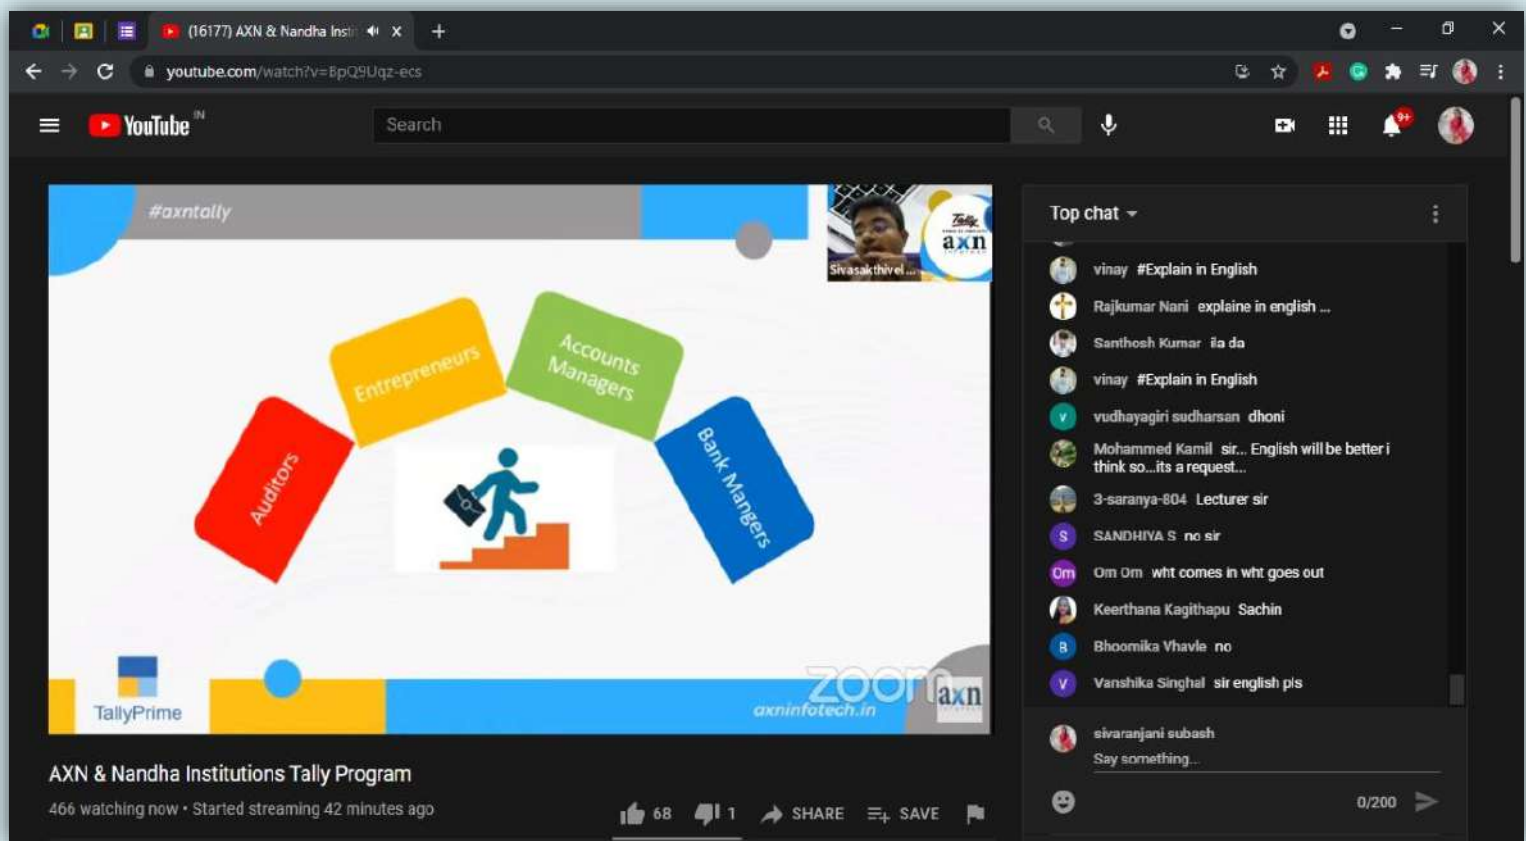 (16177) AXN & Nandha Insti
youtube.com/watch?v=BpQ9Uqz-ecs
YouTube IN
Search
9+
#axntally
Tally
axn
Sivasakthivel ...
Auditors
Entrepreneurs
Accounts
Managers
Bank Mangers
TallyPrime
zoom
axninfotech.in
axn
AXN & Nandha Institutions Tally Program
466 watching now • Started streaming 42 minutes ago
68
1
SHARE
SAVE
Top chat
vinay #Explain in English
Rajkumar Nani explaine in english ...
Santhosh Kumar ila da
vinay #Explain in English
v
vudhayagiri sudharsan dhoni
Mohammed Kamil sir... English will be better i
think so...its a request...
3-saranya-804 Lecturer sir
S
SANDHIYA S no sir
Om
Om Om wht comes in wht goes out
Keerthana Kagithapu Sachin
B
Bhoomika Vhavle no
V
Vanshika Singhal sir english pls
sivaranjani subash
Say something...
0/200